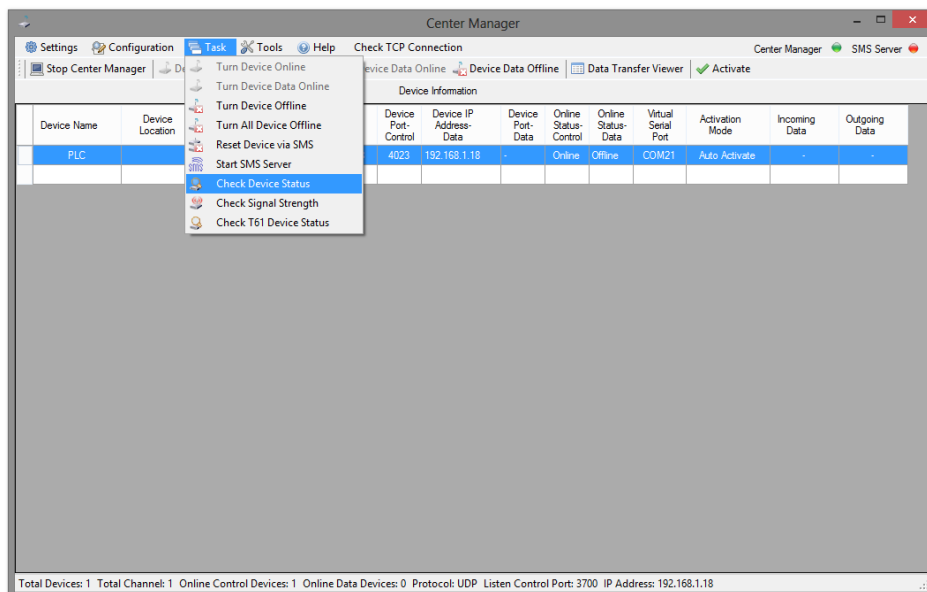 Center Manager
Settings Configuration Task Tools Help Check TCP Connection Center Manager SMS Server
Stop Center Manager Data Online Device Data Offline Data Transfer Viewer Activate
Turn Device Online
Turn Device Data Online
Turn Device Offline
Turn All Device Offline
Reset Device via SMS
Start SMS Server
Check Device Status
Check Signal Strength
Check T61 Device Status
Device Information
Device Name Device Location Device Port-Control Device IP Address-Data Device Port-Data Online Status-Control Online Status-Data Virtual Serial Port Activation Mode Incoming Data Outgoing Data
PLC 4023 192.168.1.18 - Online Offline COM21 Auto Activate - -
Total Devices: 1 Total Channel: 1 Online Control Devices: 1 Online Data Devices: 0 Protocol: UDP Listen Control Port: 3700 IP Address: 192.168.1.18